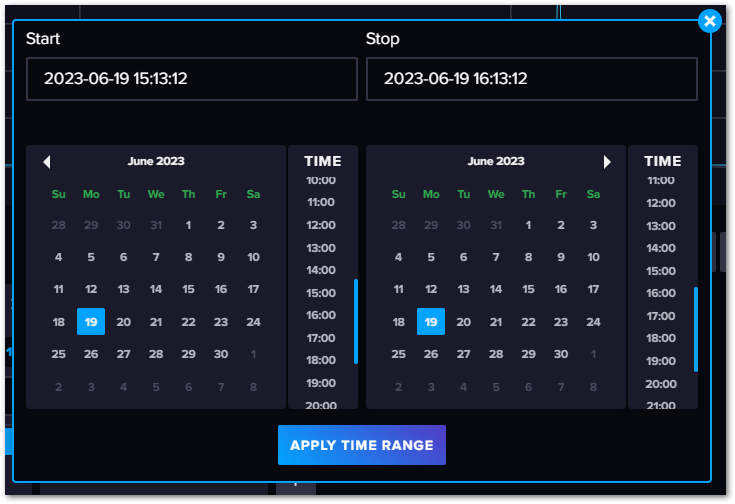 Start
Stop
2023-06-19 15:13:12
2023-06-19 16:13:12
June 2023
Su Mo Tu We Th Fr Sa
28 29 30 31 1 2 3
4 5 6 7 8 9 10
11 12 13 14 15 16 17
18 19 20 21 22 23 24
25 26 27 28 29 30 1
2 3 4 5 6 7 8
TIME
10:00
11:00
12:00
13:00
14:00
15:00
16:00
17:00
18:00
19:00
20:00
June 2023
Su Mo Tu We Th Fr Sa
28 29 30 31 1 2 3
4 5 6 7 8 9 10
11 12 13 14 15 16 17
18 19 20 21 22 23 24
25 26 27 28 29 30 1
2 3 4 5 6 7 8
TIME
11:00
12:00
13:00
14:00
15:00
16:00
17:00
18:00
19:00
20:00
21:00
APPLY TIME RANGE